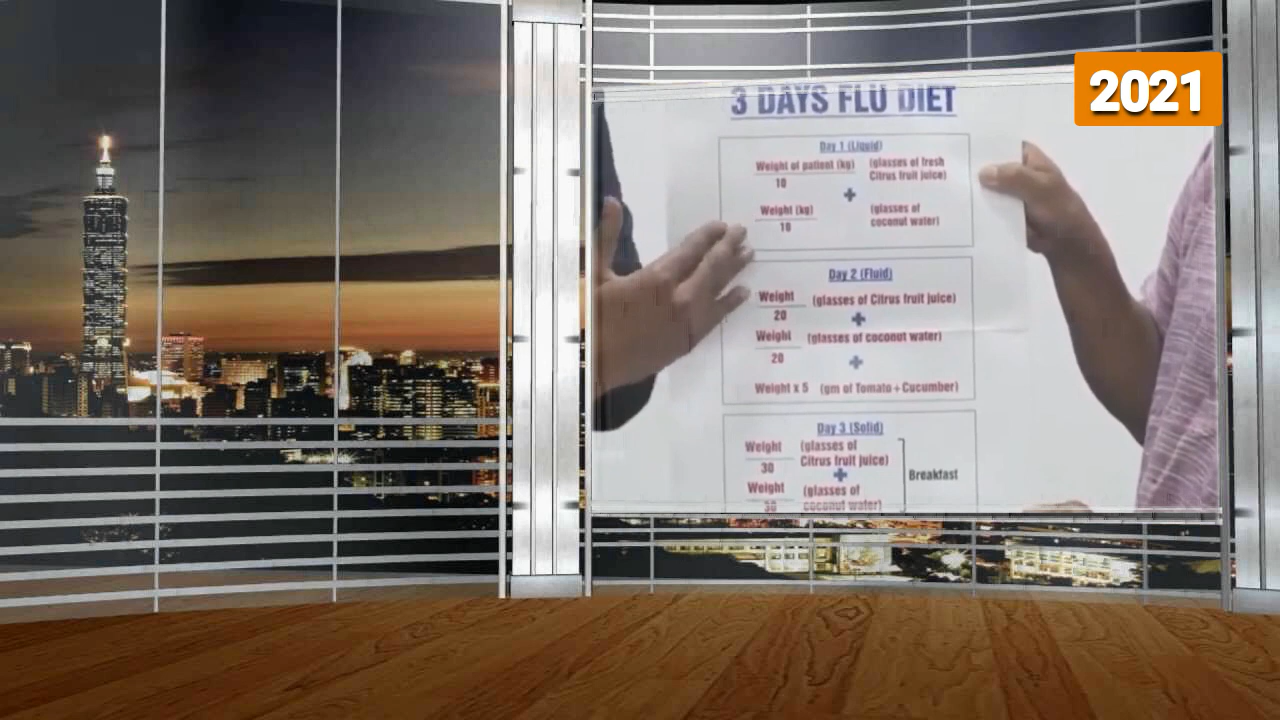 2021
3 DAYS FLU DIET
Day 1 (Liquid)
Weight of patient (kg) (glasses of fresh
10 Citrus fruit juice)
+
Weight (kg) (glasses of
10 coconut water)
Day 2 (Fluid)
Weight (glasses of Citrus fruit juice)
20
+
Weight (glasses of coconut water)
20
+
Weight x 5 (gm of Tomato + Cucumber)
Day 3 (Solid)
Weight (glasses of
30 Citrus fruit juice)
+
Breakfast
Weight (glasses of
30 coconut water)